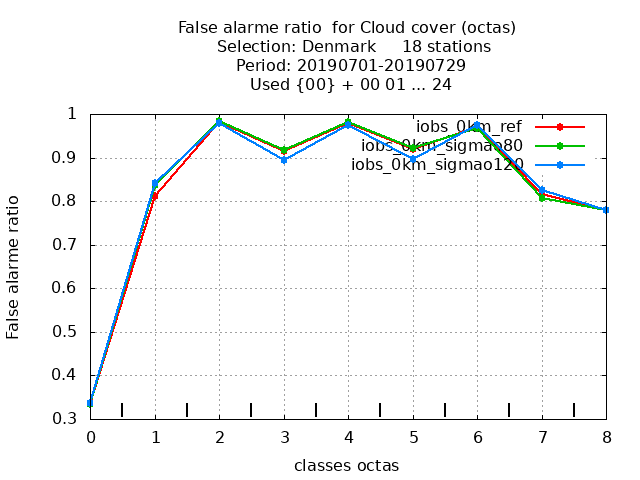 False alarme ratio  for Cloud cover (octas)
Selection: Denmark     18 stations
Period: 20190701-20190729
Used {00} + 00 01 ... 24
iobs_0km_ref
iobs_0km_sigmao80
iobs_0km_sigmao120
False alarme ratio
1
0.9
0.8
0.7
0.6
0.5
0.4
0.3
0 1 2 3 4 5 6 7 8
classes octas